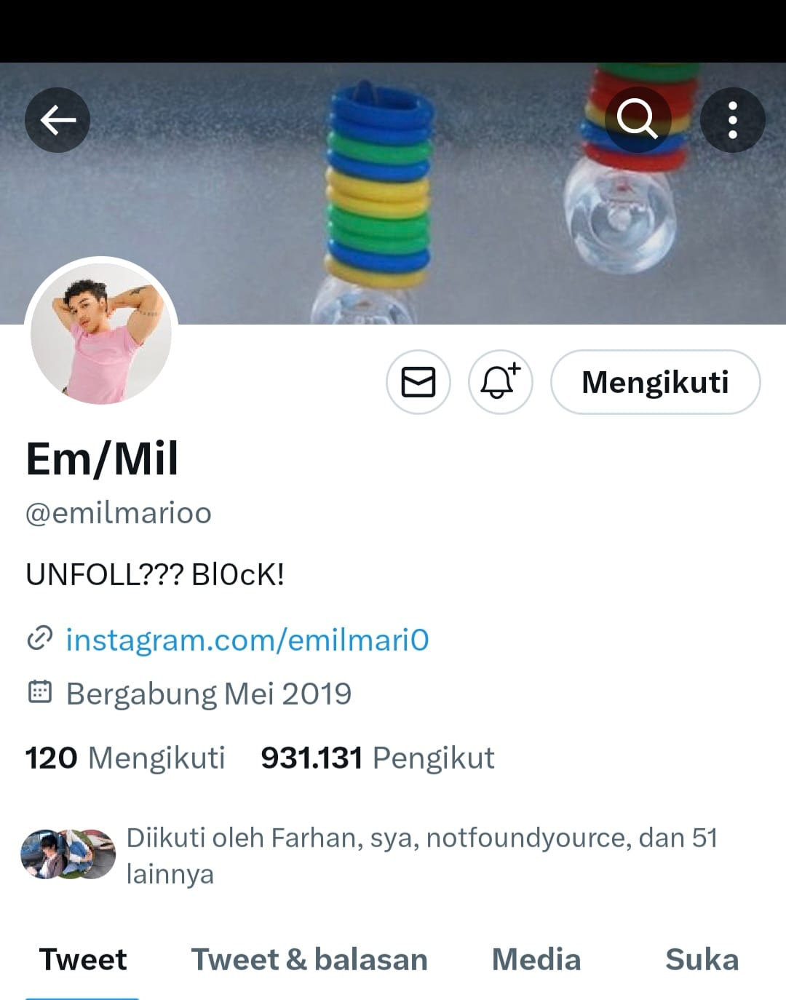 Mengikuti
Em/Mil
@emilmarioo
UNFOLL??? Bl0cK!
instagram.com/emilmari0
Bergabung Mei 2019
120 Mengikuti 931.131 Pengikut
Diikuti oleh Farhan, sya, notfoundyource, dan 51
lainnya
Tweet Tweet & balasan Media Suka